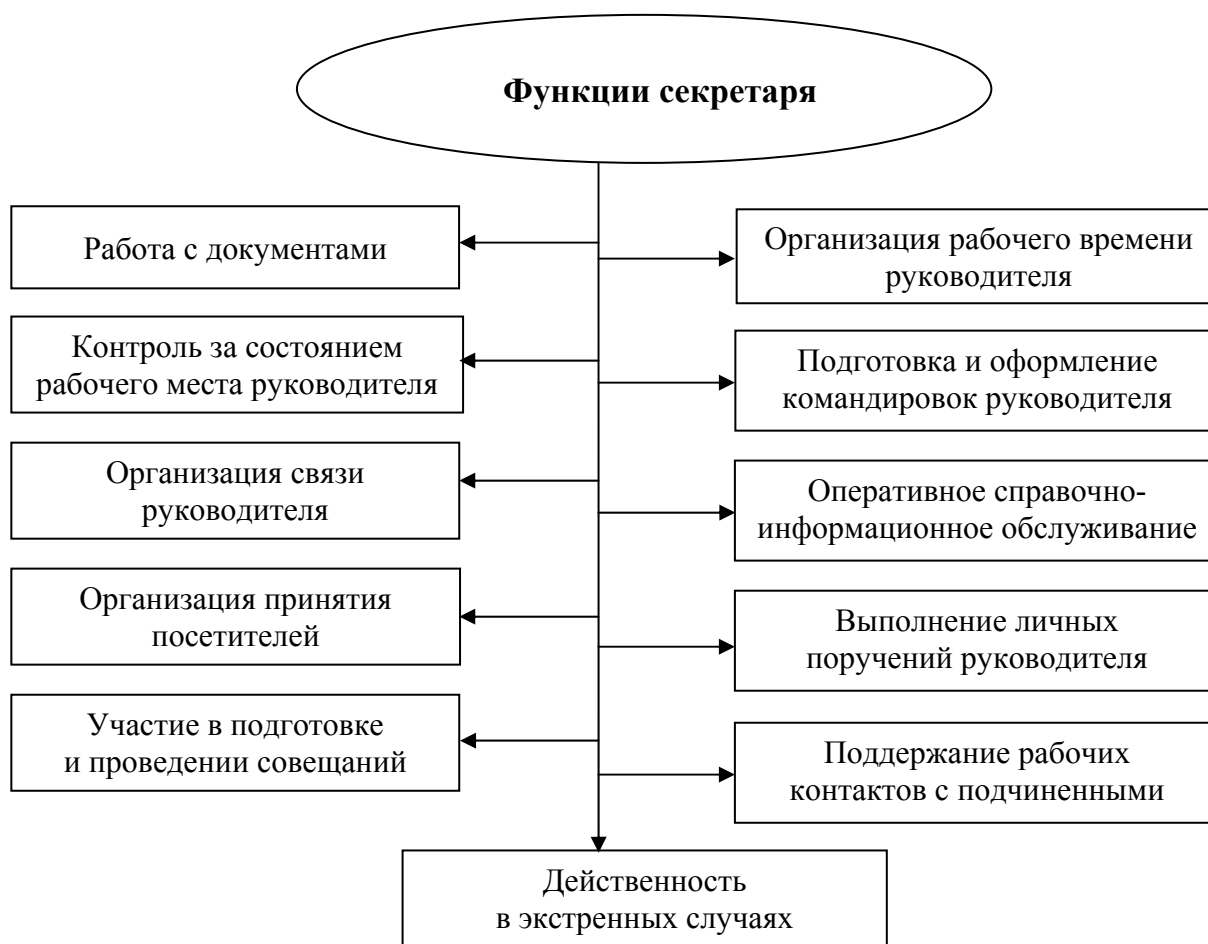 Функции секретаря
Работа с документами
Организация рабочего времени
руководителя
Контроль за состоянием
рабочего места руководителя
Подготовка и оформление
командировок руководителя
Организация связи
руководителя
Оперативное справочно-
информационное обслуживание
Организация принятия
посетителей
Выполнение личных
поручений руководителя
Участие в подготовке
и проведении совещаний
Поддержание рабочих
контактов с подчиненными
Действенность
в экстренных случаях